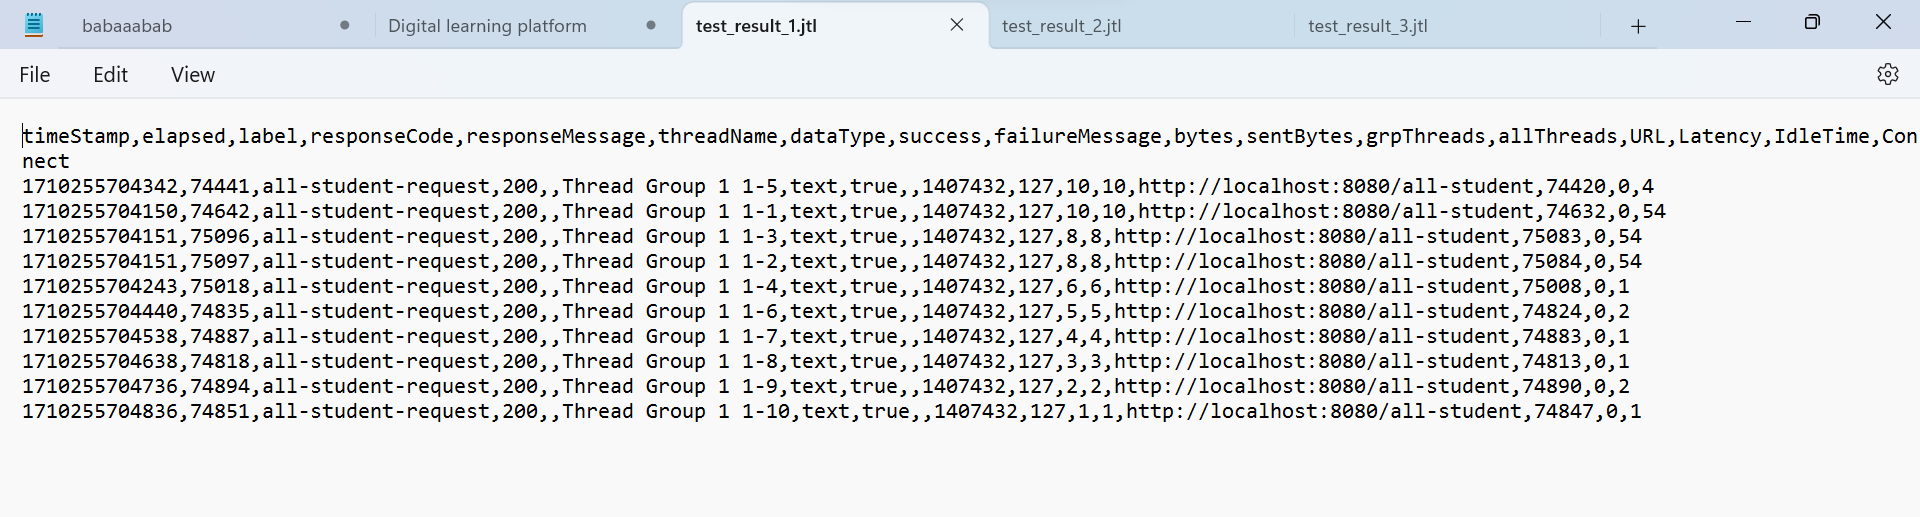 babaaabab
Digital learning platform
test_result_1.jtl
test_result_2.jtl
test_result_3.jtl
File Edit View
timeStamp,elapsed,label,responseCode,responseMessage,threadName,dataType,success,failureMessage,bytes,sentBytes,grpThreads,allThreads,URL,Latency,IdleTime,Con
nect
1710255704342,74441,all-student-request,200,,Thread Group 1 1-5,text,true,,1407432,127,10,10,http://localhost:8080/all-student,74420,0,4
1710255704150,74642,all-student-request,200,,Thread Group 1 1-1,text,true,,1407432,127,10,10,http://localhost:8080/all-student,74632,0,54
1710255704151,75096,all-student-request,200,,Thread Group 1 1-3,text,true,,1407432,127,8,8,http://localhost:8080/all-student,75083,0,54
1710255704151,75097,all-student-request,200,,Thread Group 1 1-2,text,true,,1407432,127,8,8,http://localhost:8080/all-student,75084,0,54
1710255704243,75018,all-student-request,200,,Thread Group 1 1-4,text,true,,1407432,127,6,6,http://localhost:8080/all-student,75008,0,1
1710255704440,74835,all-student-request,200,,Thread Group 1 1-6,text,true,,1407432,127,5,5,http://localhost:8080/all-student,74824,0,2
1710255704538,74887,all-student-request,200,,Thread Group 1 1-7,text,true,,1407432,127,4,4,http://localhost:8080/all-student,74883,0,1
1710255704638,74818,all-student-request,200,,Thread Group 1 1-8,text,true,,1407432,127,3,3,http://localhost:8080/all-student,74813,0,1
1710255704736,74894,all-student-request,200,,Thread Group 1 1-9,text,true,,1407432,127,2,2,http://localhost:8080/all-student,74890,0,2
1710255704836,74851,all-student-request,200,,Thread Group 1 1-10,text,true,,1407432,127,1,1,http://localhost:8080/all-student,74847,0,1